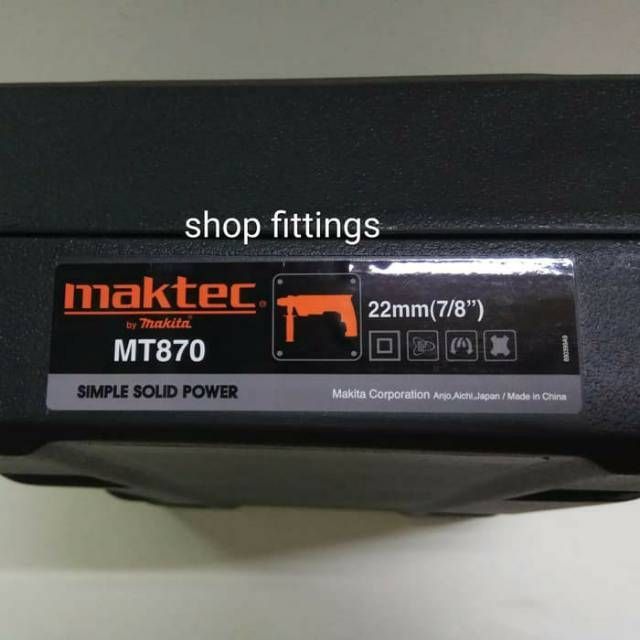 shop fittings
maktec®
by makita®
MT870
22mm(7/8")
SIMPLE SOLID POWER
Makita Corporation Anjo,Aichi,Japan / Made in China